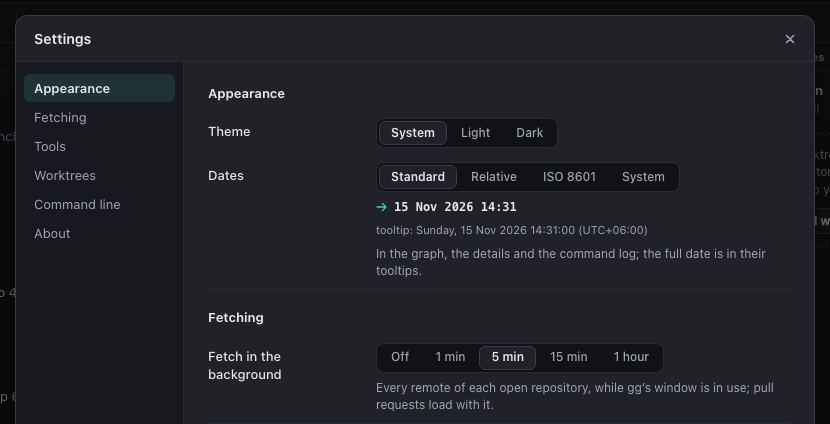 Settings
Appearance
Fetching
Tools
Worktrees
Command line
About
Appearance
Theme
System Light Dark
Dates
Standard Relative ISO 8601 System
→ 15 Nov 2026 14:31
tooltip: Sunday, 15 Nov 2026 14:31:00 (UTC+06:00)
In the graph, the details and the command log; the full date is in their
tooltips.
Fetching
Fetch in the
background
Off 1 min 5 min 15 min 1 hour
Every remote of each open repository, while gg's window is in use; pull
requests load with it.